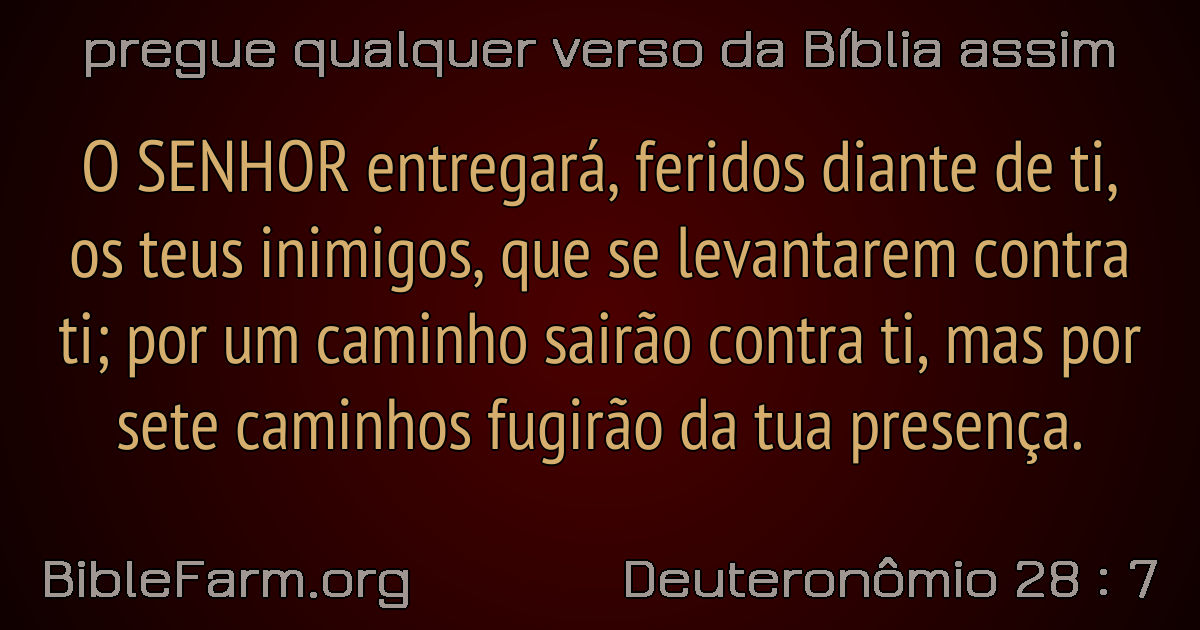 pregue qualquer verso da Bíblia assim
O SENHOR entregará, feridos diante de ti,
os teus inimigos, que se levantarem contra
ti; por um caminho sairão contra ti, mas por
sete caminhos fugirão da tua presença.
BibleFarm.org
Deuteronômio 28 : 7